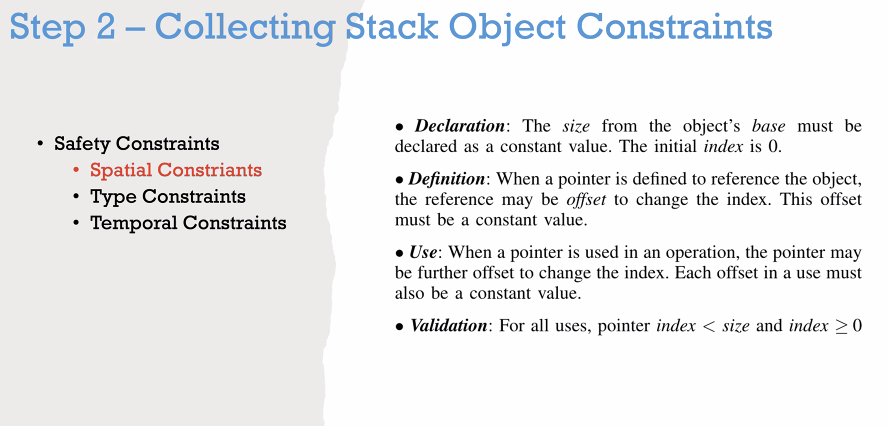 Step 2 – Collecting Stack Object Constraints
• Safety Constraints
• Spatial Constriants
• Type Constraints
• Temporal Constraints
• Declaration: The size from the object's base must be
declared as a constant value. The initial index is 0.
• Definition: When a pointer is defined to reference the object,
the reference may be offset to change the index. This offset
must be a constant value.
• Use: When a pointer is used in an operation, the pointer may
be further offset to change the index. Each offset in a use must
also be a constant value.
• Validation: For all uses, pointer index < size and index ≥ 0